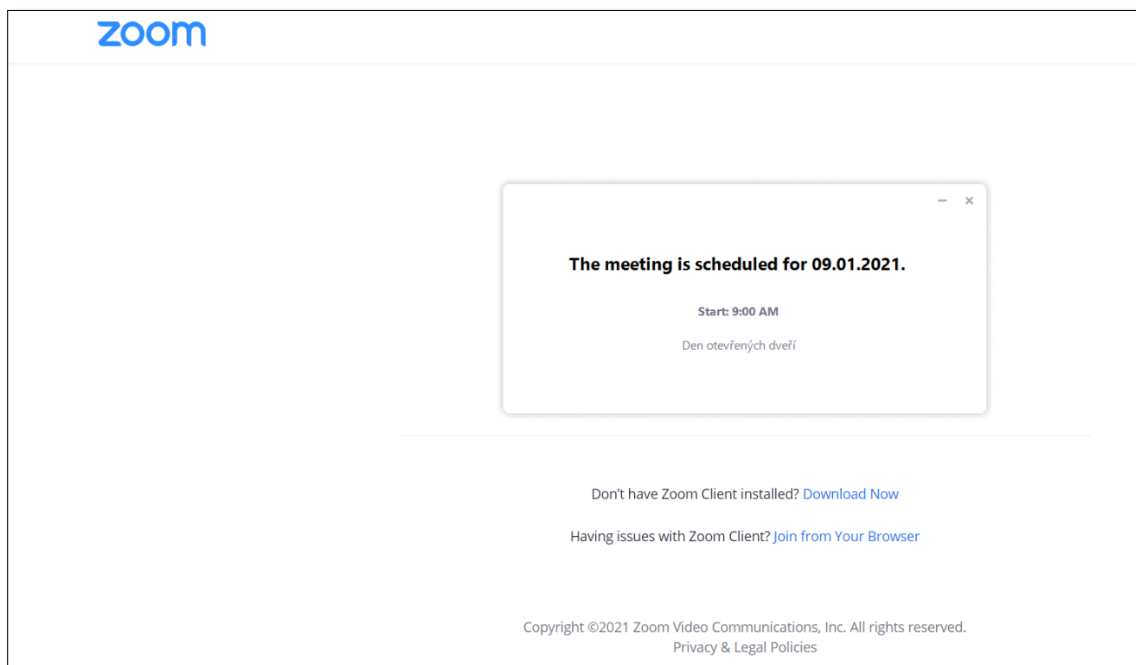 zoom
The meeting is scheduled for 09.01.2021.
Start: 9:00 AM
Den otevřených dveří
Don't have Zoom Client installed? Download Now
Having issues with Zoom Client? Join from Your Browser
Copyright ©2021 Zoom Video Communications, Inc. All rights reserved.
Privacy & Legal Policies